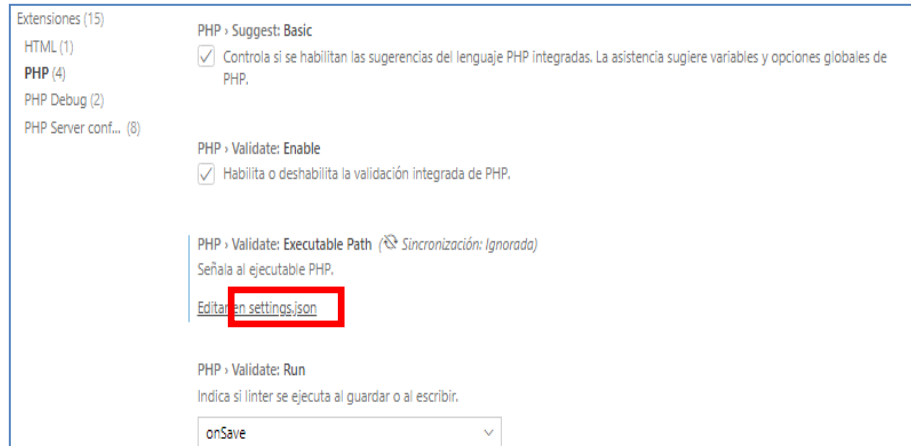 Extensiones (15)
HTML (1)
PHP (4)
PHP Debug (2)
PHP Server conf... (8)
PHP › Suggest: Basic
Controla si se habilitan las sugerencias del lenguaje PHP integradas. La asistencia sugiere variables y opciones globales de
PHP.
PHP › Validate: Enable
Habilita o deshabilita la validación integrada de PHP.
PHP › Validate: Executable Path (Sincronización: Ignorada)
Señala al ejecutable PHP.
Editar en settings.json
PHP › Validate: Run
Indica si linter se ejecuta al guardar o al escribir.
onSave